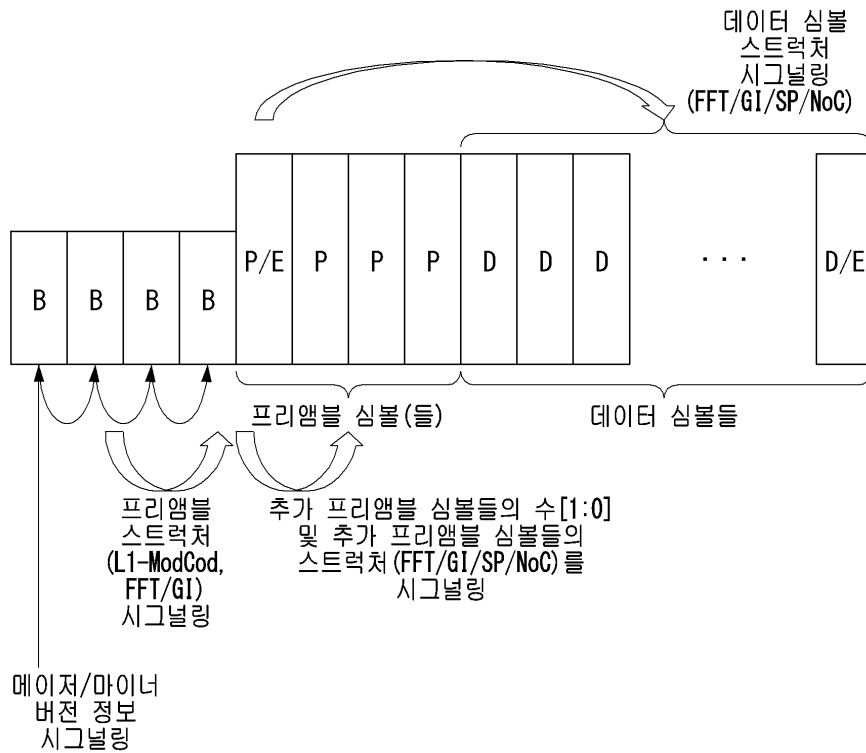 데이터 심볼
스트럭처
시그널링
(FFT/GI/SP/NoC)
P/E P P P D D D ··· D/E
B B B B
프리앰블 심볼(들)
데이터 심볼들
프리앰블
스트럭처
(L1-ModCod,
FFT/GI)
시그널링
추가 프리앰블 심볼들의 수[1:0]
및 추가 프리앰블 심볼들의
스트럭처(FFT/GI/SP/NoC)를
시그널링
메이저/마이너
버전 정보
시그널링